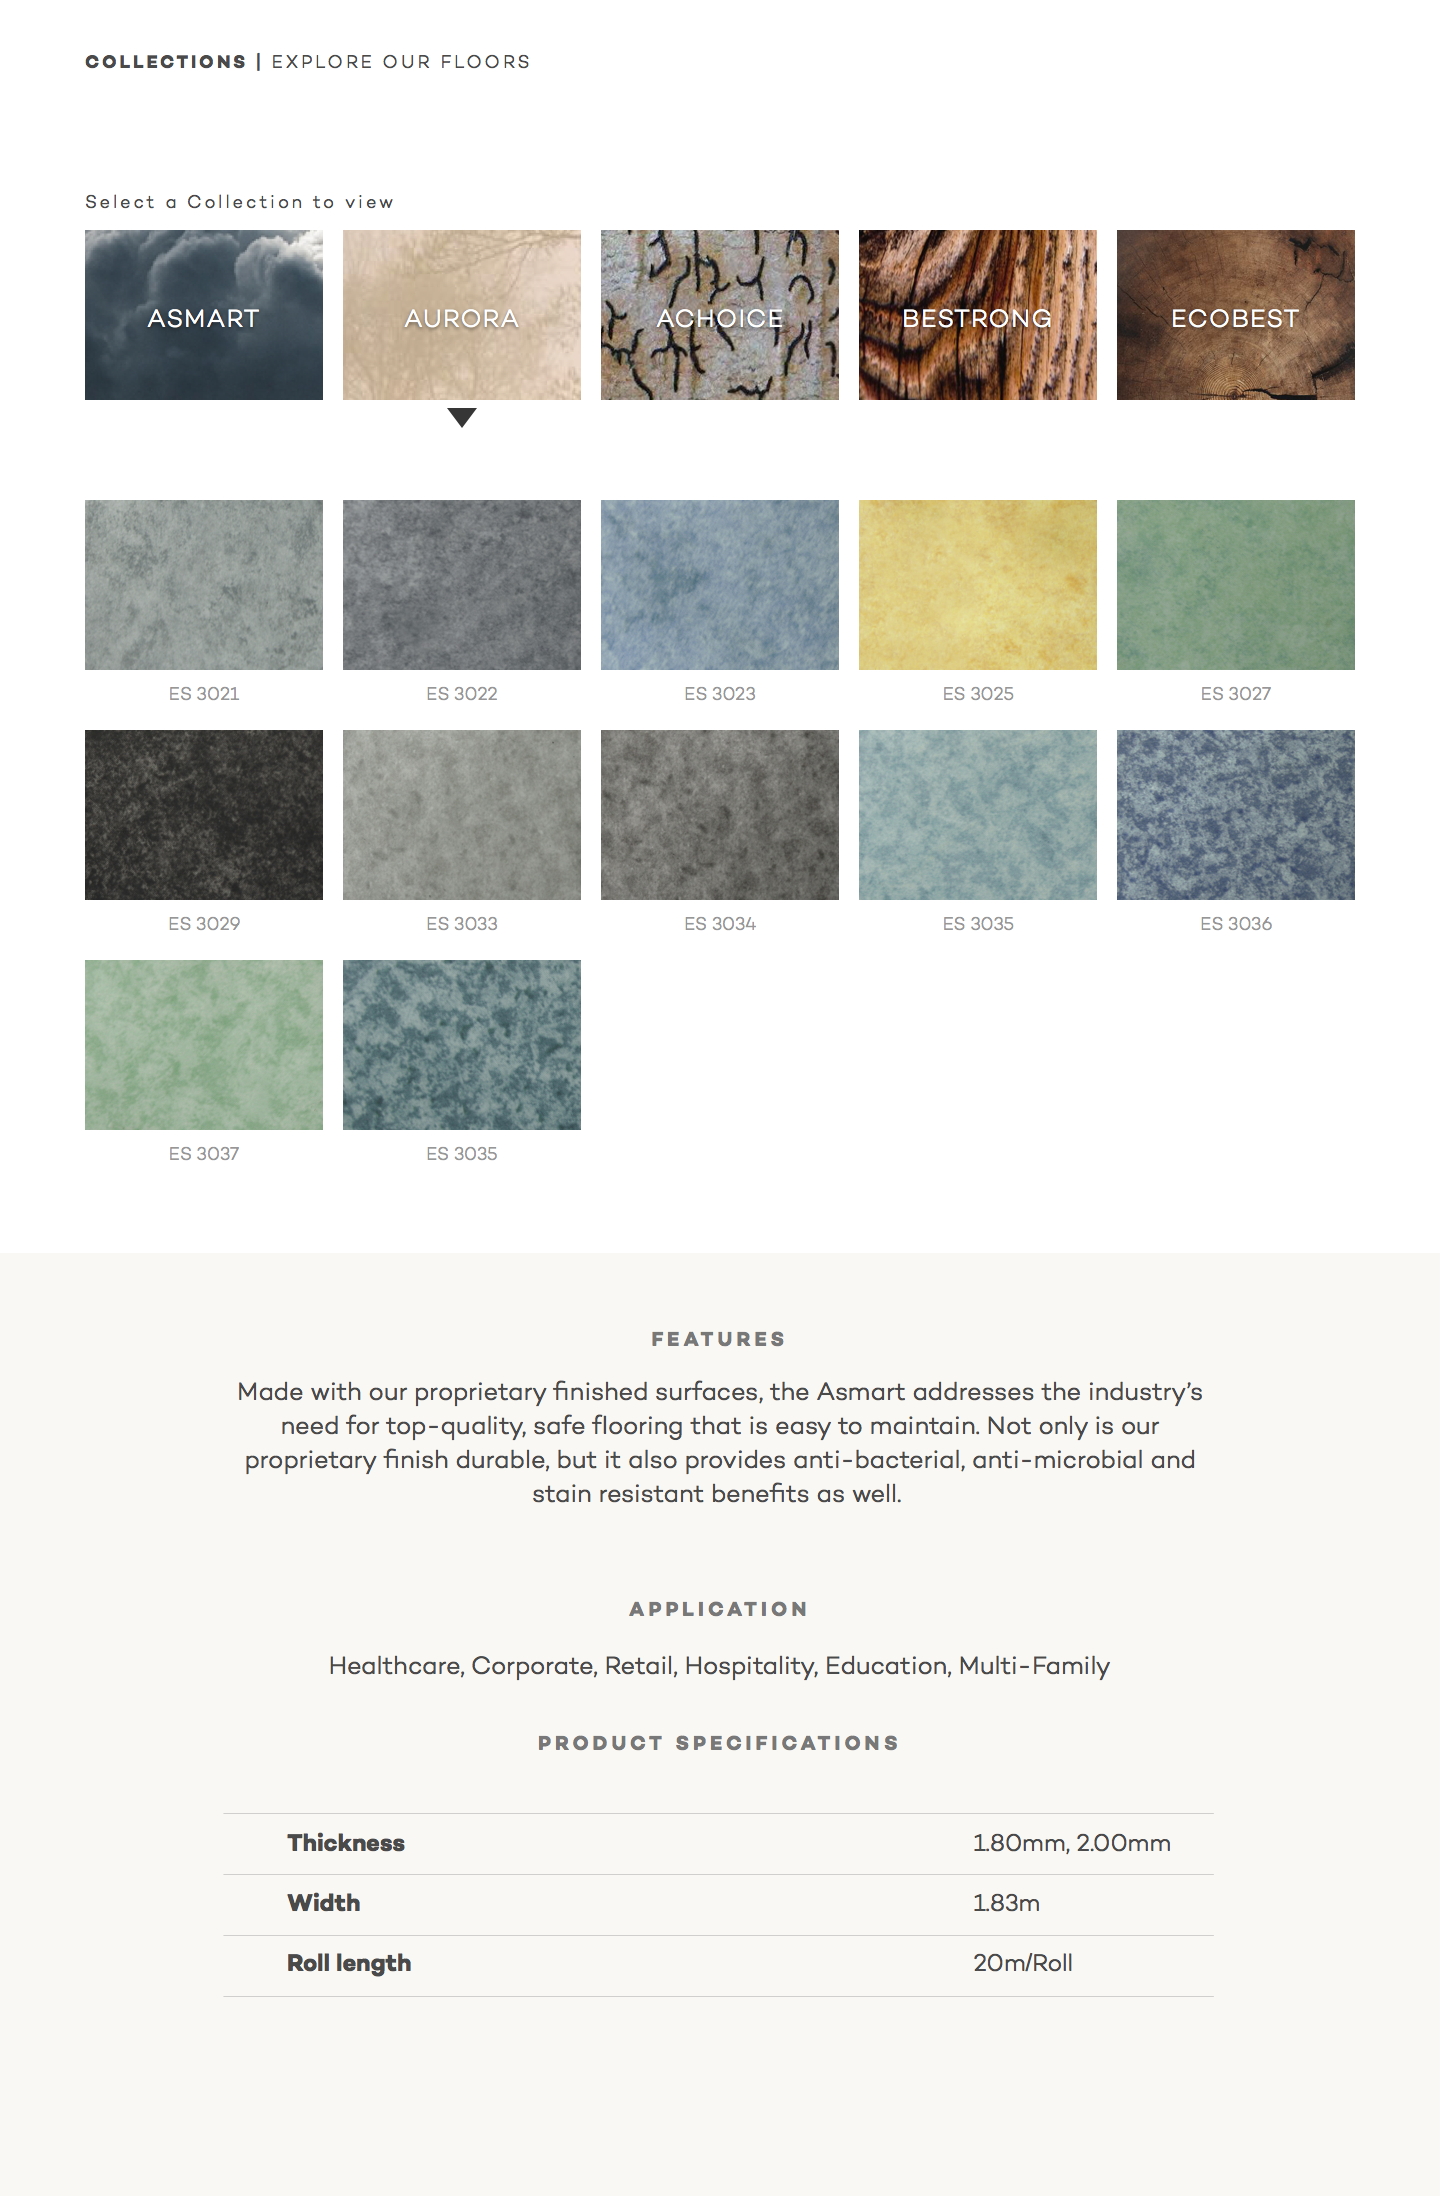 COLLECTIONS | EXPLORE OUR FLOORS
Select a Collection to view
ASMART
AURORA
ACHOICE
BESTRONG
ECOBEST
ES 3021
ES 3022
ES 3023
ES 3025
ES 3027
ES 3029
ES 3033
ES 3034
ES 3035
ES 3036
ES 3037
ES 3035
FEATURES
Made with our proprietary finished surfaces, the Asmart addresses the industry’s
need for top-quality, safe flooring that is easy to maintain. Not only is our
proprietary finish durable, but it also provides anti-bacterial, anti-microbial and
stain resistant benefits as well.
APPLICATION
Healthcare, Corporate, Retail, Hospitality, Education, Multi-Family
PRODUCT SPECIFICATIONS
Thickness 1.80mm, 2.00mm
Width 1.83m
Roll length 20m/Roll